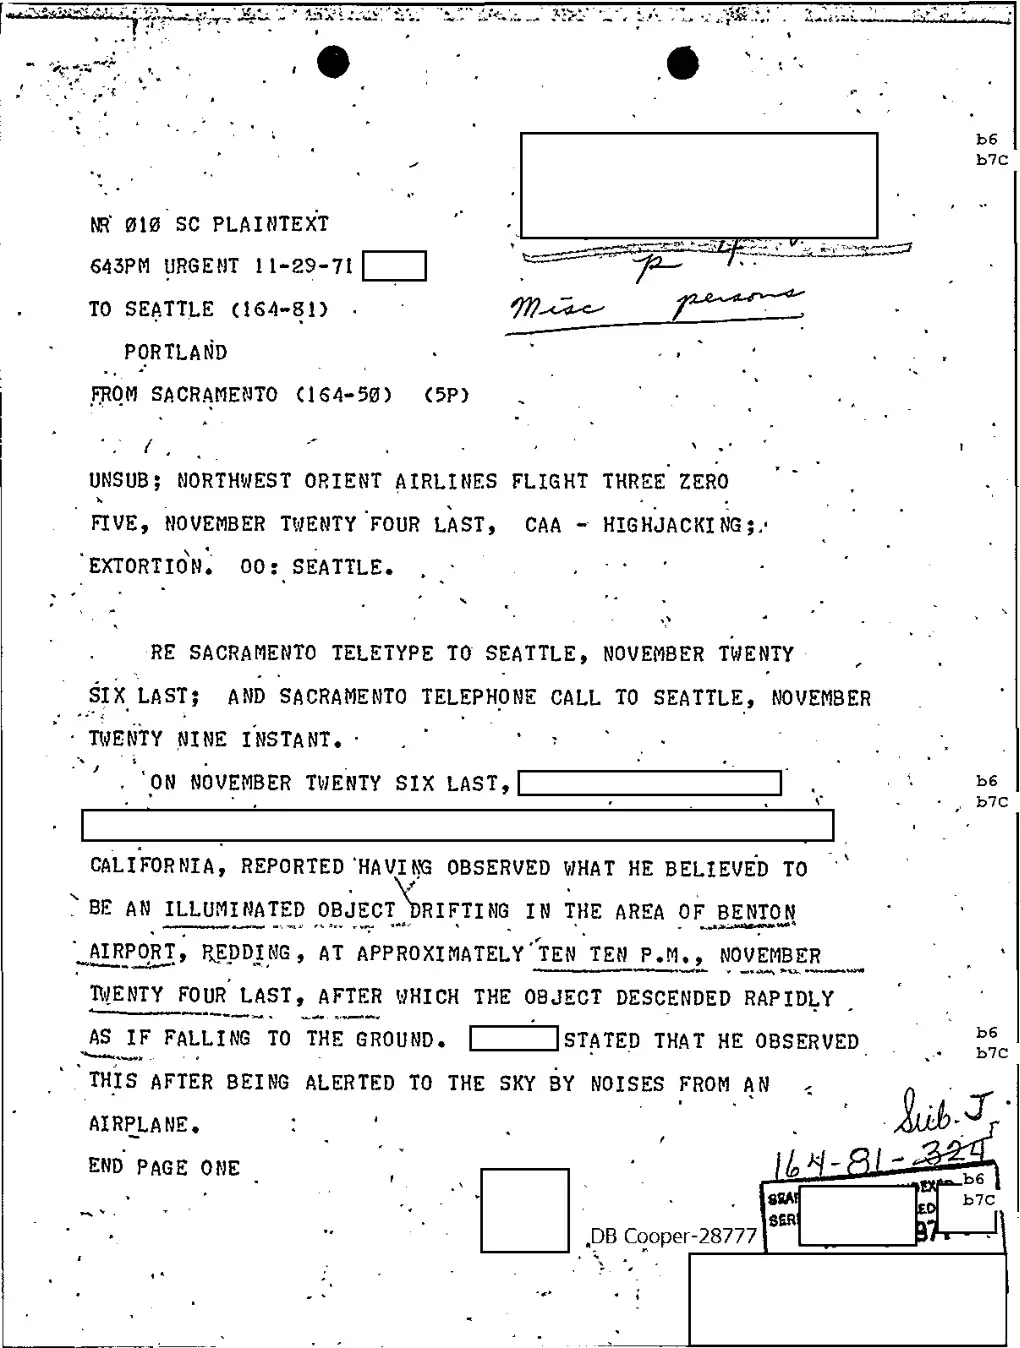 b6
b7C
NR 010 SC PLAINTEXT
643PM URGENT 11-29-71
P
TO SEATTLE (164-81)
Misc persons
PORTLAND
FROM SACRAMENTO (164-50) (5P)
UNSUB; NORTHWEST ORIENT AIRLINES FLIGHT THREE ZERO
FIVE, NOVEMBER TWENTY FOUR LAST, CAA - HIGHJACKING;
EXTORTION. OO: SEATTLE.
RE SACRAMENTO TELETYPE TO SEATTLE, NOVEMBER TWENTY
SIX LAST; AND SACRAMENTO TELEPHONE CALL TO SEATTLE, NOVEMBER
TWENTY NINE INSTANT.
ON NOVEMBER TWENTY SIX LAST,
b6
b7C
CALIFORNIA, REPORTED HAVING OBSERVED WHAT HE BELIEVED TO
BE AN ILLUMINATED OBJECT DRIFTING IN THE AREA OF BENTON
AIRPORT, REDDING, AT APPROXIMATELY TEN TEN P.M., NOVEMBER
TWENTY FOUR LAST, AFTER WHICH THE OBJECT DESCENDED RAPIDLY
AS IF FALLING TO THE GROUND. STATED THAT HE OBSERVED
b6
b7C
THIS AFTER BEING ALERTED TO THE SKY BY NOISES FROM AN
AIRPLANE.
Sub. J
END PAGE ONE
164-81-324
b6
b7C
DB Cooper-28777